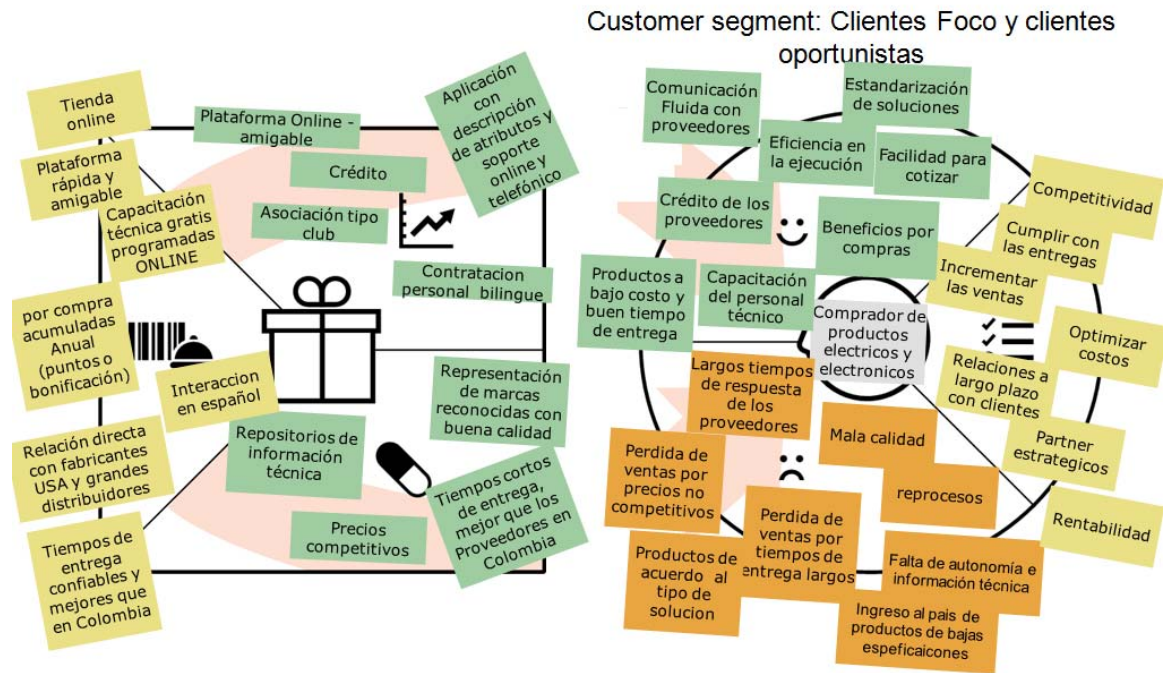 Customer segment: Clientes Foco y clientes
oportunistas
Tienda
online
Plataforma
rápida y
amigable
Capacitación
técnica gratis
programadas
ONLINE
por compra
acumuladas
Anual
(puntos o
bonificación)
Interaccion
en español
Relación directa
con fabricantes
USA y grandes
distribuidores
Tiempos de
entrega
confiables y
mejores que
en Colombia
Plataforma Online -
amigable
Crédito
Asociación tipo
club
Aplicación
con
descripción
de atributos y
soporte
online y
telefónico
Contratacion
personal bilingue
Representación
de marcas
reconocidas con
buena calidad
Repositorios de
información
técnica
Precios
competitivos
Tiempos cortos
de entrega,
mejor que los
Proveedores en
Colombia
Comunicación
Fluida con
proveedores
Estandarización
de soluciones
Eficiencia en
la ejecución
Facilidad para
cotizar
Crédito de los
proveedores
Beneficios por
compras
Productos a
bajo costo y
buen tiempo
de entrega
Capacitación
del personal
técnico
Comprador de
productos
electricos y
electronicos
Competitividad
Cumplir con
las entregas
Incrementar
las ventas
Optimizar
costos
Relaciones a
largo plazo
con clientes
Partner
estrategicos
Rentabilidad
Largos tiempos
de respuesta
de los
proveedores
Mala calidad
reprocesos
Perdida de
ventas por
precios no
competitivos
Perdida de
ventas por
tiempos de
entrega largos
Productos de
acuerdo al
tipo de
solucion
Falta de autonomía e
información técnica
Ingreso al pais de
productos de bajas
espeficaicones